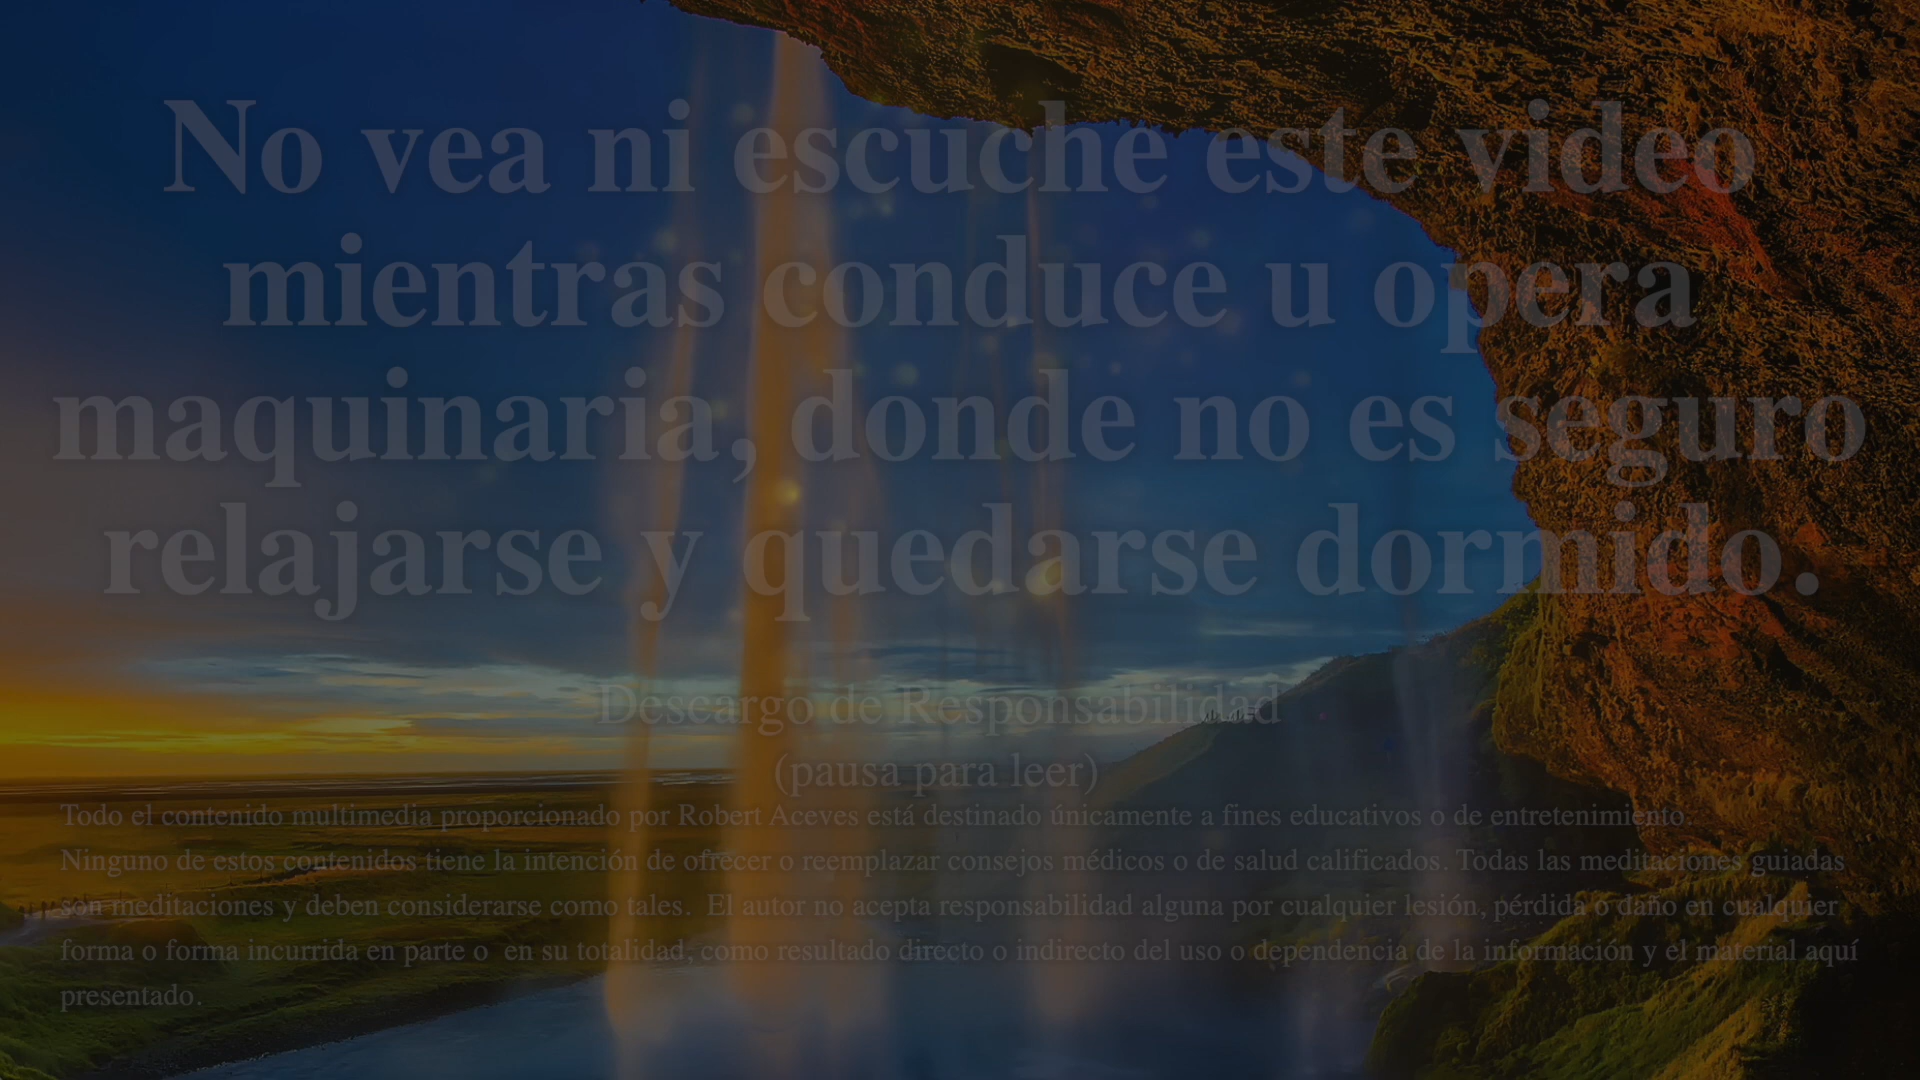 No vea ni escuche este video
mientras conduce u opera
maquinaria, donde no es seguro
relajarse y quedarse dormido.
Descargo de Responsabilidad
(pausa para leer)
Todo el contenido multimedia proporcionado por Robert Aceves está destinado únicamente a fines educativos o de entretenimiento.
Ninguno de estos contenidos tiene la intención de ofrecer o reemplazar consejos médicos o de salud calificados. Todas las meditaciones guiadas
son meditaciones y deben considerarse como tales.  El autor no acepta responsabilidad alguna por cualquier lesión, pérdida o daño en cualquier
forma o forma incurrida en parte o  en su totalidad, como resultado directo o indirecto del uso o dependencia de la información y el material aquí
presentado.